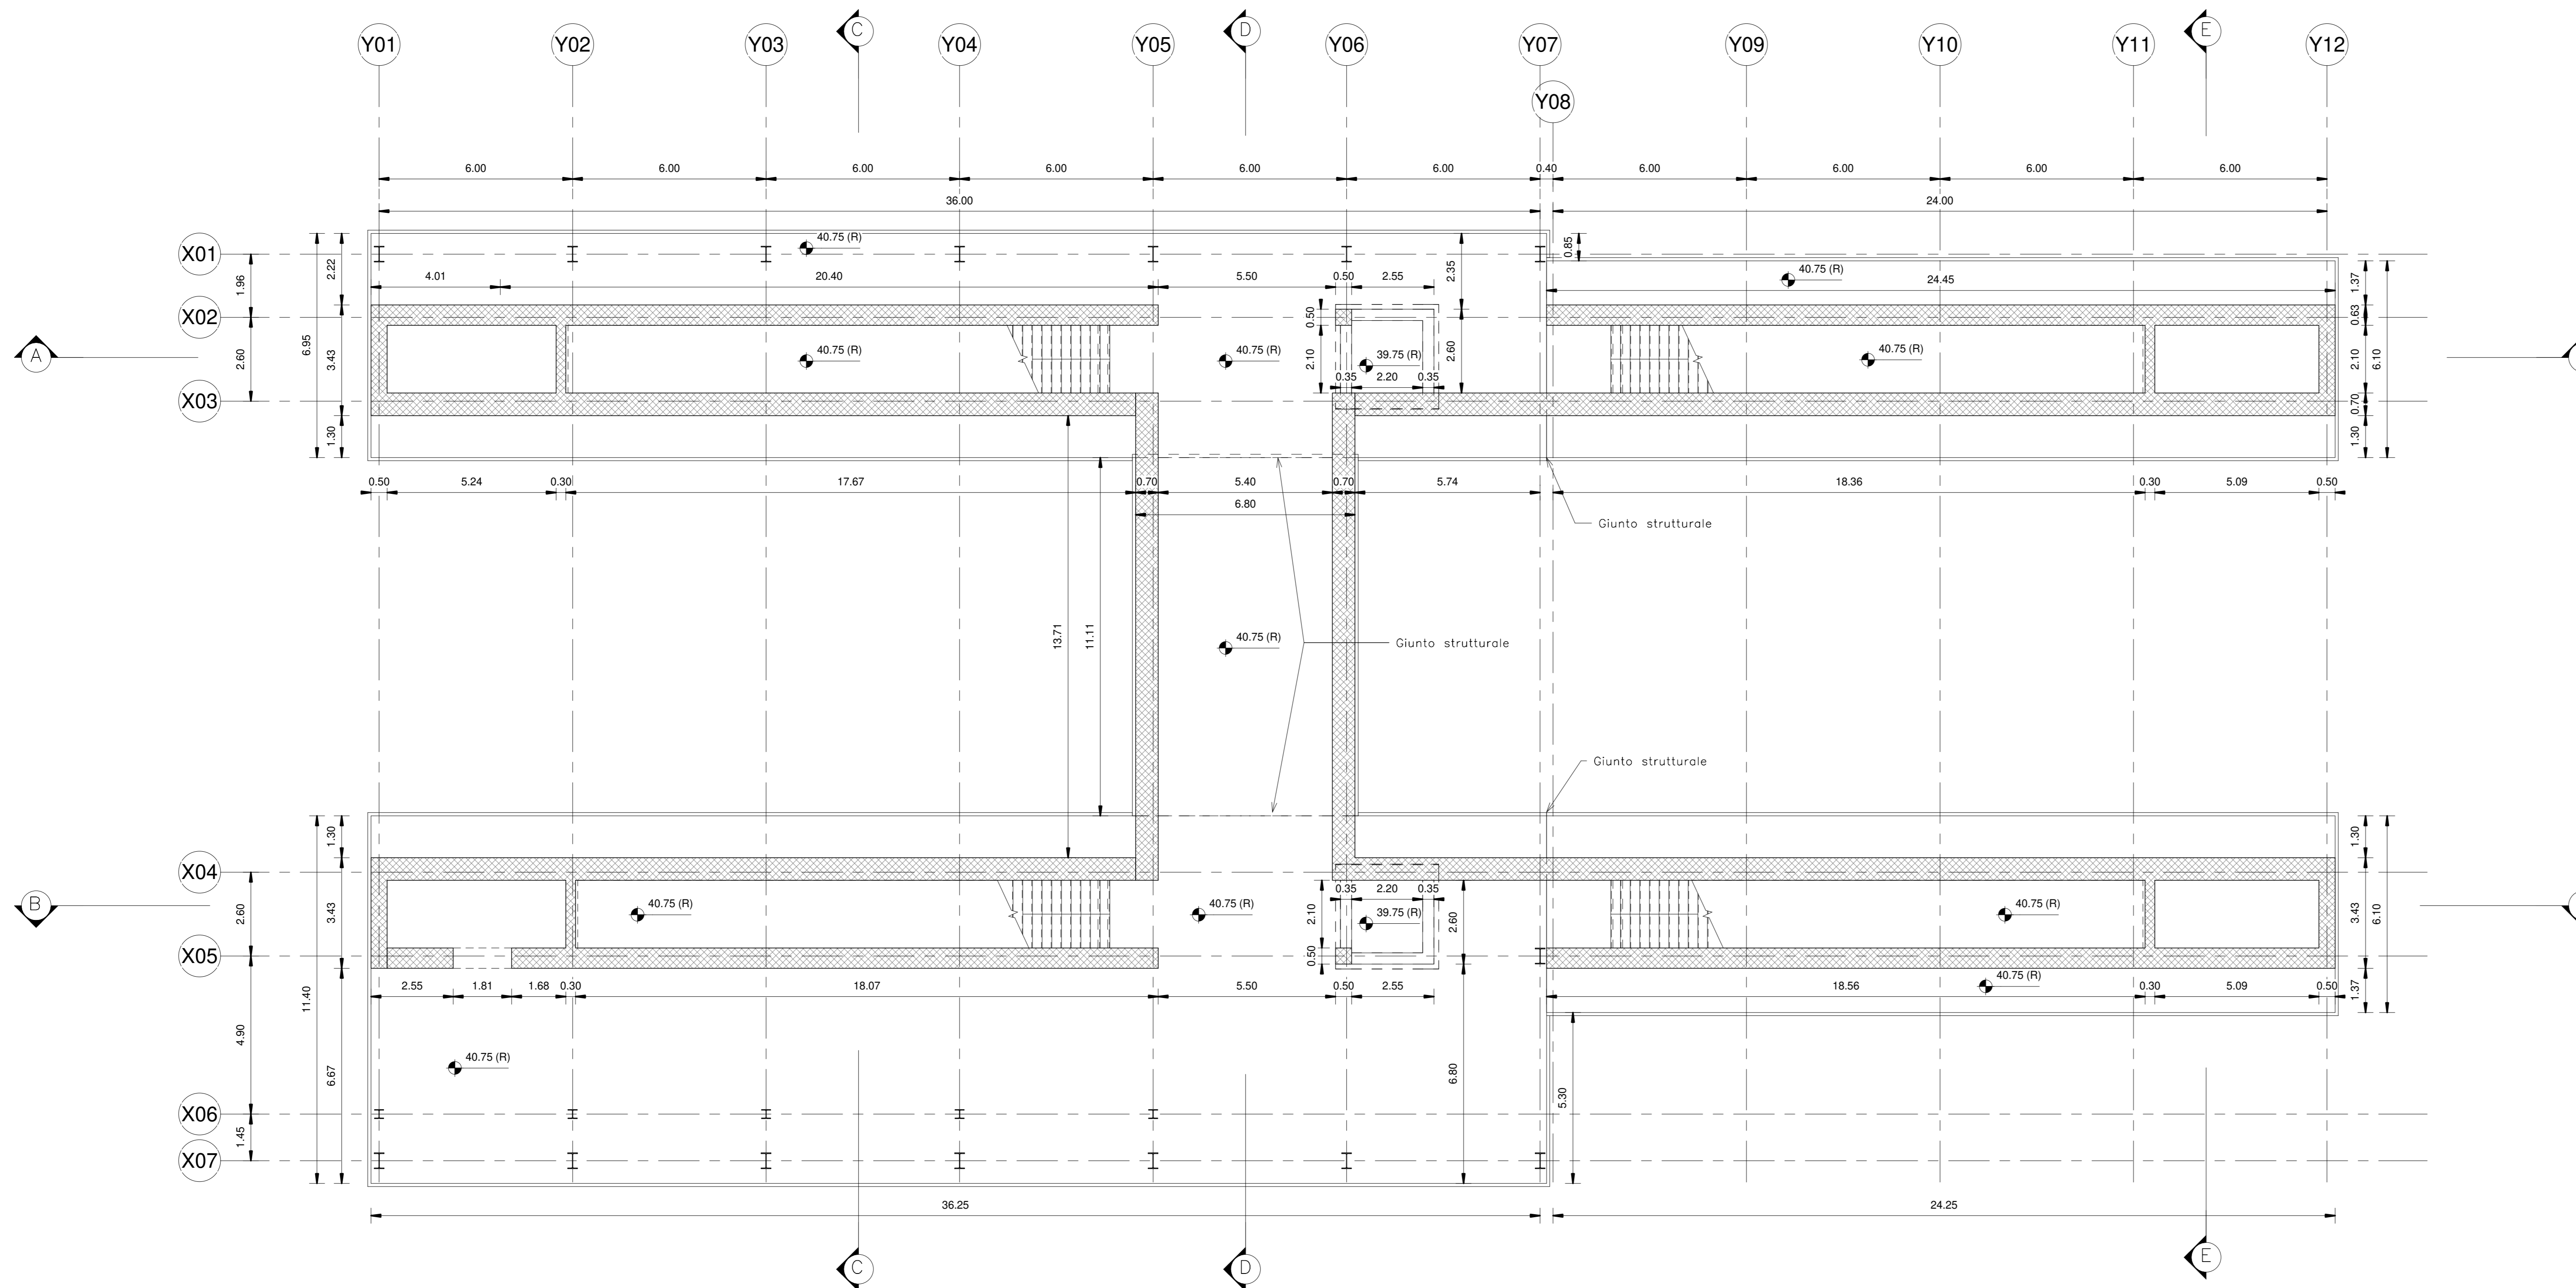 C
D
E
Y01
Y02
Y03
Y04
Y05
Y06
Y07
Y09
Y10
Y11
Y12
Y08
6.00
6.00
6.00
6.00
6.00
6.00
0.40
6.00
6.00
6.00
6.00
36.00
24.00
X01
40.75 (R)
0.85
2.22
2.35
1.96
4.01
20.40
5.50
0.50
2.55
40.75 (R)
24.45
1.37
X02
0.50
0.63
A
6.95
3.43
2.60
40.75 (R)
40.75 (R)
2.10
39.75 (R)
2.60
40.75 (R)
2.10
6.10
0.35
2.20
0.35
X03
0.70
1.30
1.30
0.50
5.24
0.30
17.67
0.70
5.40
0.70
5.74
18.36
0.30
5.09
0.50
6.80
Giunto strutturale
13.71
11.11
40.75 (R)
Giunto strutturale
Giunto strutturale
1.30
1.30
X04
0.35
2.20
0.35
B
2.60
3.43
40.75 (R)
40.75 (R)
2.10
39.75 (R)
2.60
40.75 (R)
3.43
6.10
X05
0.50
40.75 (R)
11.40
2.55
1.81
1.68
0.30
18.07
5.50
0.50
2.55
18.56
0.30
5.09
0.50
1.37
4.90
6.67
40.75 (R)
6.80
5.30
X06
1.45
X07
36.25
24.25
C
D
E